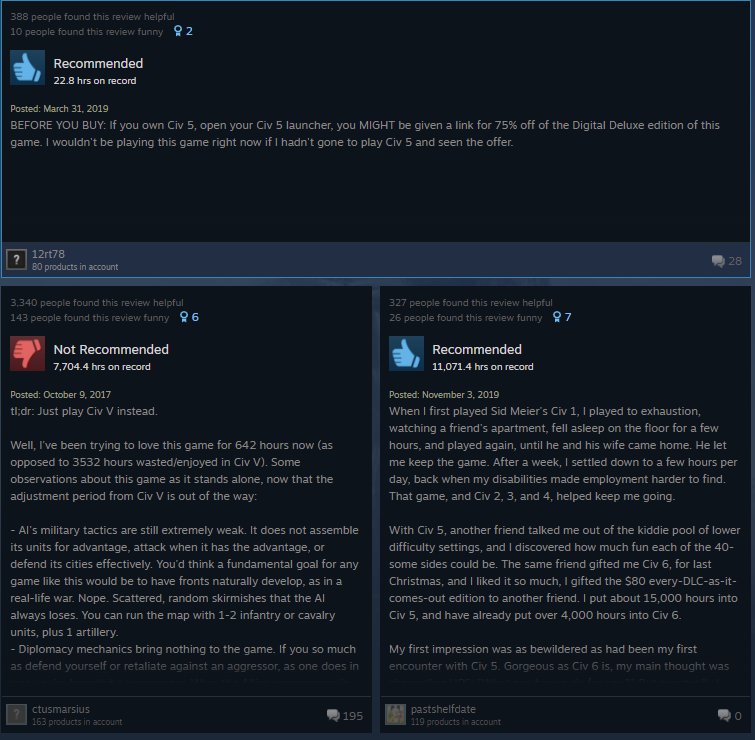 388 people found this review helpful
10 people found this review funny 2
Recommended
22.8 hrs on record
Posted: March 31, 2019
BEFORE YOU BUY: If you own Civ 5, open your Civ 5 launcher, you MIGHT be given a link for 75% off of the Digital Deluxe edition of this
game. I wouldn't be playing this game right now if I hadn't gone to play Civ 5 and seen the offer.
?
12rt78
80 products in account
28
3,340 people found this review helpful
143 people found this review funny 6
Not Recommended
7,704.4 hrs on record
Posted: October 9, 2017
tl;dr: Just play Civ V instead.
Well, I've been trying to love this game for 642 hours now (as
opposed to 3532 hours wasted/enjoyed in Civ V). Some
observations about this game as it stands alone, now that the
adjustment period from Civ V is out of the way:
- AI's military tactics are still extremely weak. It does not assemble
its units for advantage, attack when it has the advantage, or
defend its cities effectively. You'd think a fundamental goal for any
game like this would be to have fronts naturally develop, as in a
real-life war. Nope. Scattered, random skirmishes that the AI
always loses. You can run the map with 1-2 infantry or cavalry
units, plus 1 artillery.
- Diplomacy mechanics bring nothing to the game. If you so much
as defend yourself or retaliate against an aggressor, as one does in
?
ctusmarsius
163 products in account
195
327 people found this review helpful
26 people found this review funny 7
Recommended
11,071.4 hrs on record
Posted: November 3, 2019
When I first played Sid Meier's Civ 1, I played to exhaustion,
watching a friend's apartment, fell asleep on the floor for a few
hours, and played again, until he and his wife came home. He let
me keep the game. After a week, I settled down to a few hours per
day, back when my disabilities made employment harder to find.
That game, and Civ 2, 3, and 4, helped keep me going.
With Civ 5, another friend talked me out of the kiddie pool of lower
difficulty settings, and I discovered how much fun each of the 40-
some sides could be. The same friend gifted me Civ 6, for last
Christmas, and I liked it so much, I gifted the $80 every-DLC-as-it-
comes-out edition to another friend. I put about 15,000 hours into
Civ 5, and have already put over 4,000 hours into Civ 6.
My first impression was as bewildered as had been my first
encounter with Civ 5. Gorgeous as Civ 6 is, my main thought was
pastshelfdate
119 products in account
0